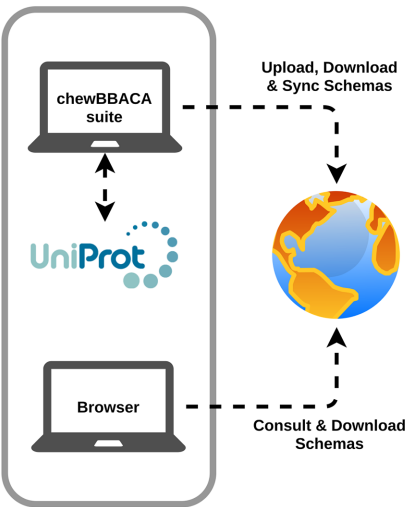 chewBBACA
suite
Upload, Download
& Sync Schemas
UniProt
Browser
Consult & Download
Schemas